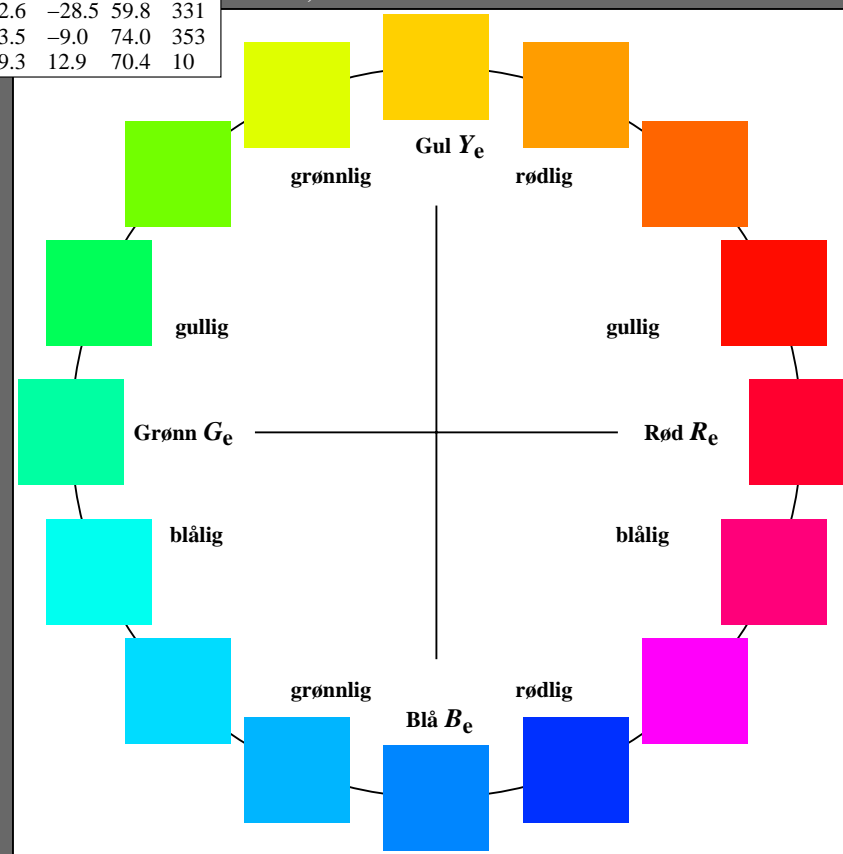 2.6 −28.5 59.8 331
3.5 −9.0 74.0 353
9.3 12.9 70.4 10
Gul Yₑ
grønnlig rødlig
gullig gullig
Grønn Gₑ Rød Rₑ
blålig blålig
grønnlig rødlig
Blå Bₑ